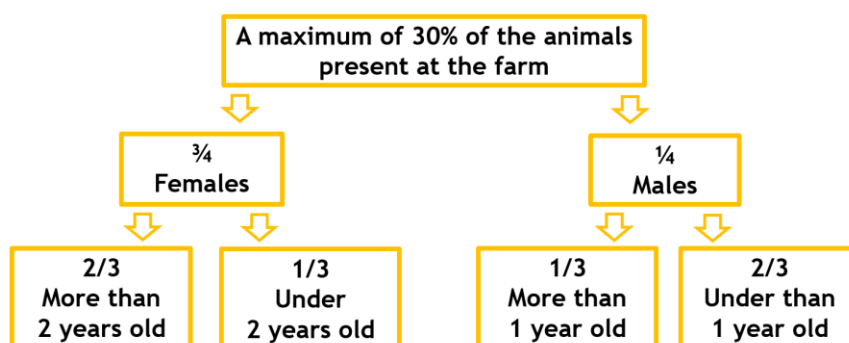 A maximum of 30% of the animals
present at the farm
¾
Females
¼
Males
2/3
More than
2 years old
1/3
Under
2 years old
1/3
More than
1 year old
2/3
Under than
1 year old